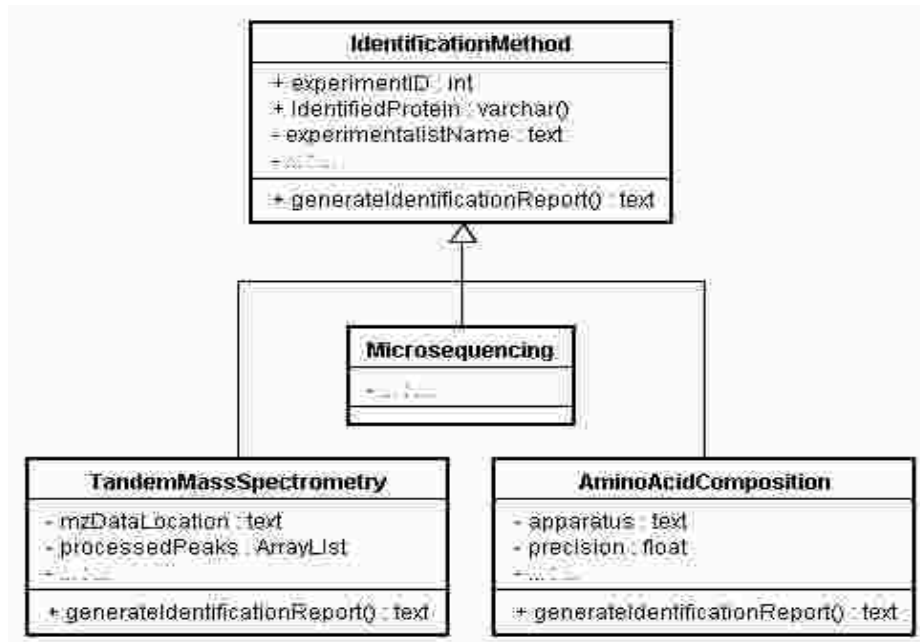 IdentificationMethod
+ experimentID : int
+ IdentifiedProtein : varchar()
- experimentalistName : text
+ generateIdentificationReport() : text
Microsequencing
TandemMassSpectrometry
- mzDataLocation : text
- processedPeaks : ArrayList
+ generateIdentificationReport() : text
AminoAcidComposition
- apparatus : text
- precision : float
+ generateIdentificationReport() : text